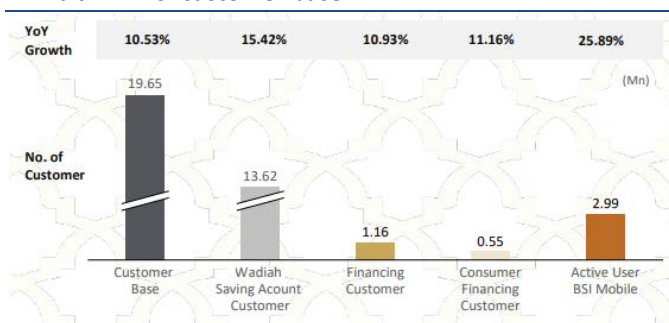 YoY
Growth
10.53% 15.42% 10.93% 11.16% 25.89%
(Mn)
No. of
Customer
19.65
13.62
1.16
0.55
2.99
Customer
Base
Wadiah
Saving Acount
Customer
Financing
Customer
Consumer
Financing
Customer
Active User
BSI Mobile